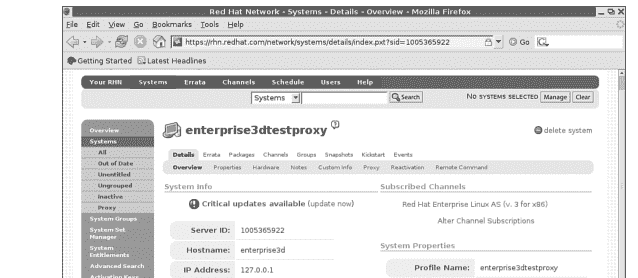 Red Hat Network - Systems - Details - Overview - Mozilla Firefox
File Edit View Go Bookmarks Tools Help
https://rhn.redhat.com/network/systems/details/index.pxt?sid=1005365922 Go
Getting Started Latest Headlines
Your RHN Systems Errata Channels Schedule Users Help
Systems Search No systems selected Manage Clear
Overview
Systems
All
Out of Date
Unentitled
Ungrouped
Inactive
Proxy
System Groups
System Set Manager
System Entitlements
Advanced Search
Activation Keys
enterprise3dtestproxy ? delete system
Details Errata Packages Channels Groups Snapshots Kickstart Events
Overview Properties Hardware Notes Custom Info Proxy Reactivation Remote Command
System Info
Critical updates available (update now)
Server ID: 1005365922
Hostname: enterprise3d
IP Address: 127.0.0.1
Subscribed Channels
Red Hat Enterprise Linux AS (v. 3 for x86)
Alter Channel Subscriptions
System Properties
Profile Name: enterprise3dtestproxy